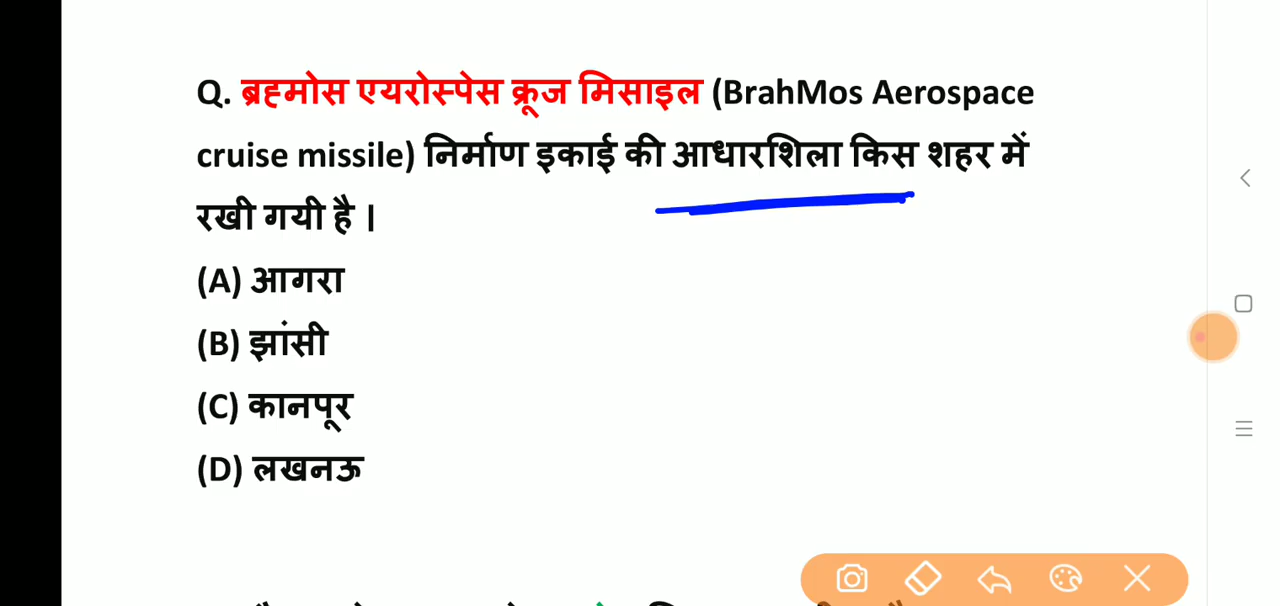 Q. ब्रह्मोस एयरोस्पेस क्रूज मिसाइल (BrahMos Aerospace
cruise missile) निर्माण इकाई की आधारशिला किस शहर में
रखी गयी है ।
(A) आगरा
(B) झांसी
(C) कानपूर
(D) लखनऊ